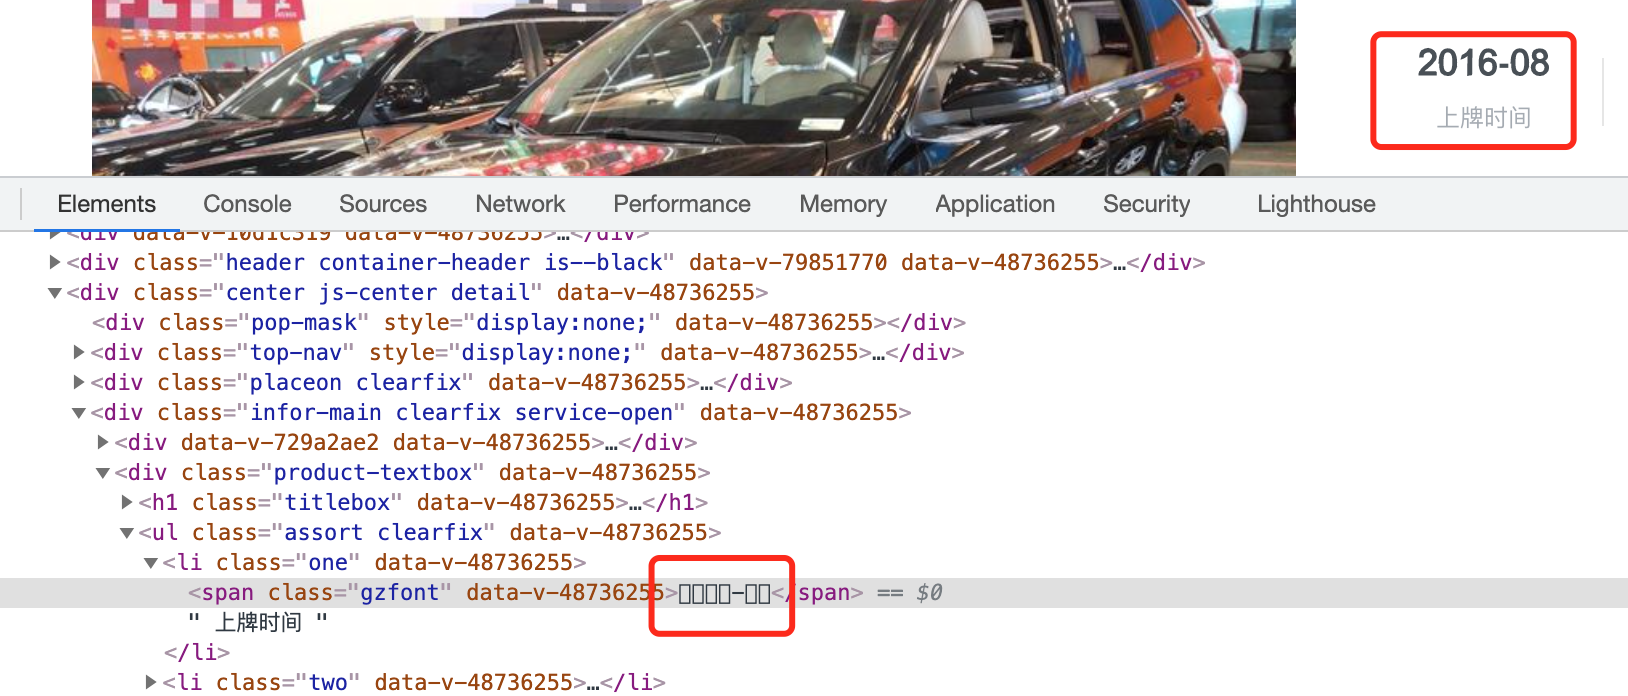 二手车
2016-08
上牌时间
Elements Console Sources Network Performance Memory Application Security Lighthouse
▶<div data-v-10d1c319 data-v-48736255>…</div>
▶<div class="header container-header is--black" data-v-79851770 data-v-48736255>…</div>
▼<div class="center js-center detail" data-v-48736255>
<div class="pop-mask" style="display:none;" data-v-48736255></div>
▶<div class="top-nav" style="display:none;" data-v-48736255>…</div>
▶<div class="placeon clearfix" data-v-48736255>…</div>
▼<div class="infor-main clearfix service-open" data-v-48736255>
▶<div data-v-729a2ae2 data-v-48736255>…</div>
▼<div class="product-textbox" data-v-48736255>
▶<h1 class="titlebox" data-v-48736255>…</h1>
▼<ul class="assort clearfix" data-v-48736255>
▼<li class="one" data-v-48736255>
<span class="gzfont" data-v-48736255>▯▯▯▯-▯▯</span> == $0
" 上牌时间 "
</li>
▶<li class="two" data-v-48736255>…</li>